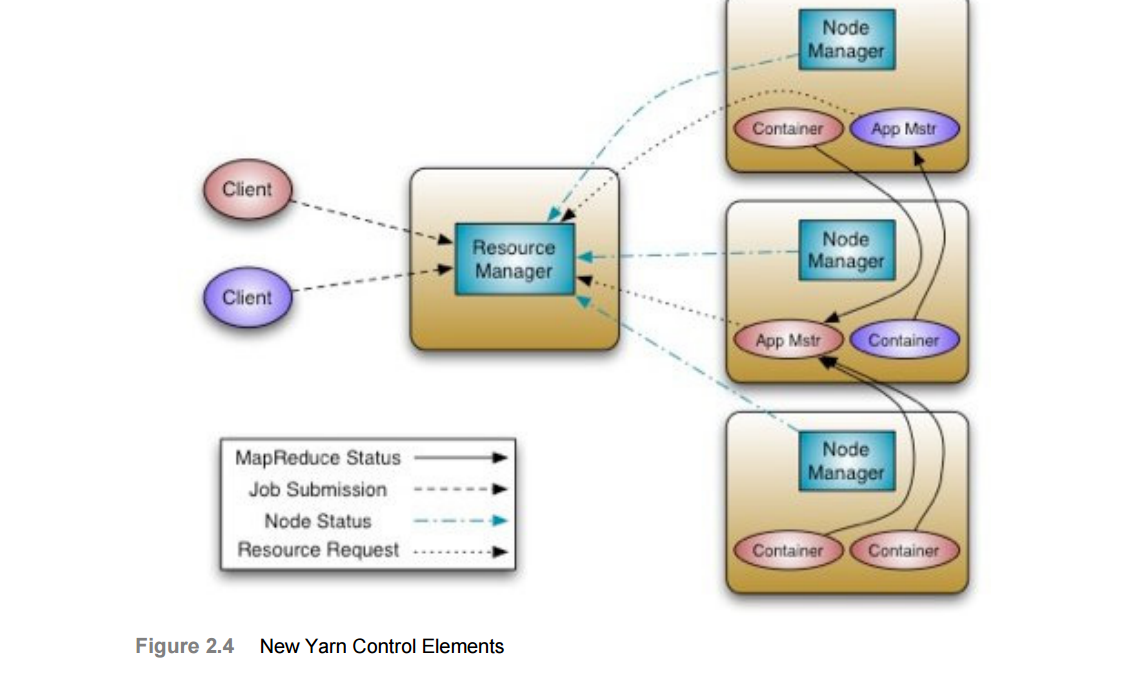 Node
Manager
Container
App Mstr
Client
Client
Resource
Manager
Node
Manager
App Mstr
Container
Node
Manager
Container
Container
MapReduce Status
Job Submission
Node Status
Resource Request
Figure 2.4 New Yarn Control Elements